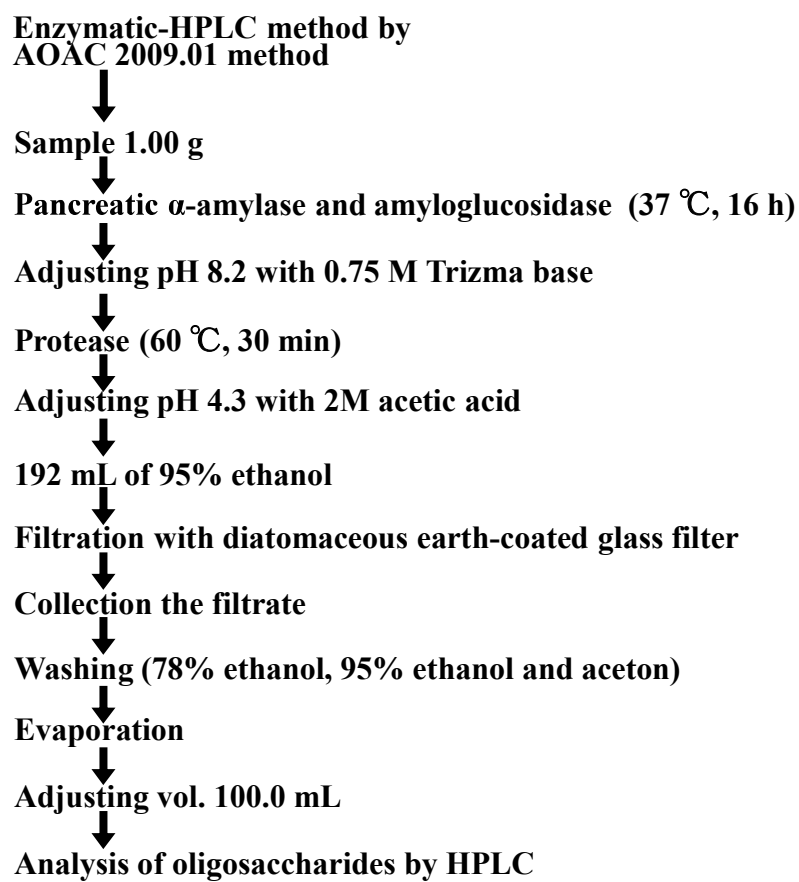 Enzymatic-HPLC method by
AOAC 2009.01 method
Sample 1.00 g
Pancreatic α-amylase and amyloglucosidase (37 ℃, 16 h)
Adjusting pH 8.2 with 0.75 M Trizma base
Protease (60 ℃, 30 min)
Adjusting pH 4.3 with 2M acetic acid
192 mL of 95% ethanol
Filtration with diatomaceous earth-coated glass filter
Collection the filtrate
Washing (78% ethanol, 95% ethanol and aceton)
Evaporation
Adjusting vol. 100.0 mL
Analysis of oligosaccharides by HPLC